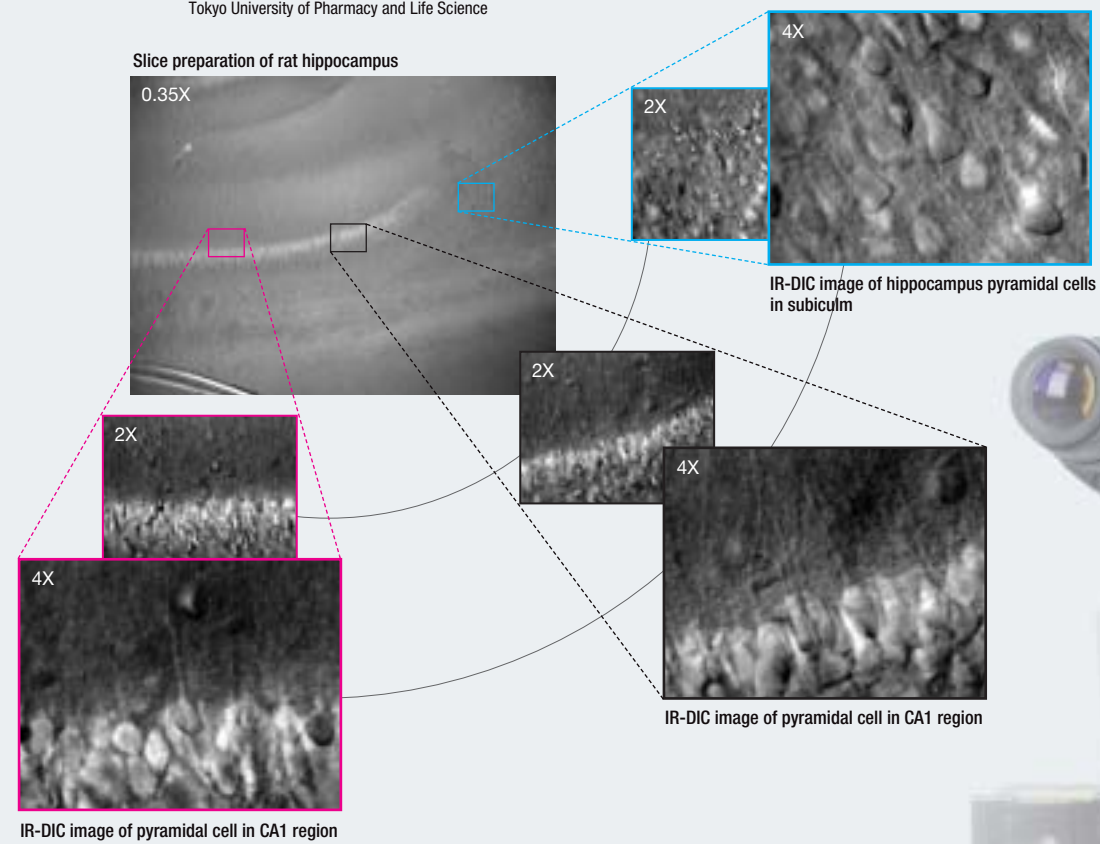 Tokyo University of Pharmacy and Life Science
Slice preparation of rat hippocampus
0.35X
2X
4X
IR-DIC image of hippocampus pyramidal cells
in subiculm
2X
4X
IR-DIC image of pyramidal cell in CA1 region
2X
4X
IR-DIC image of pyramidal cell in CA1 region